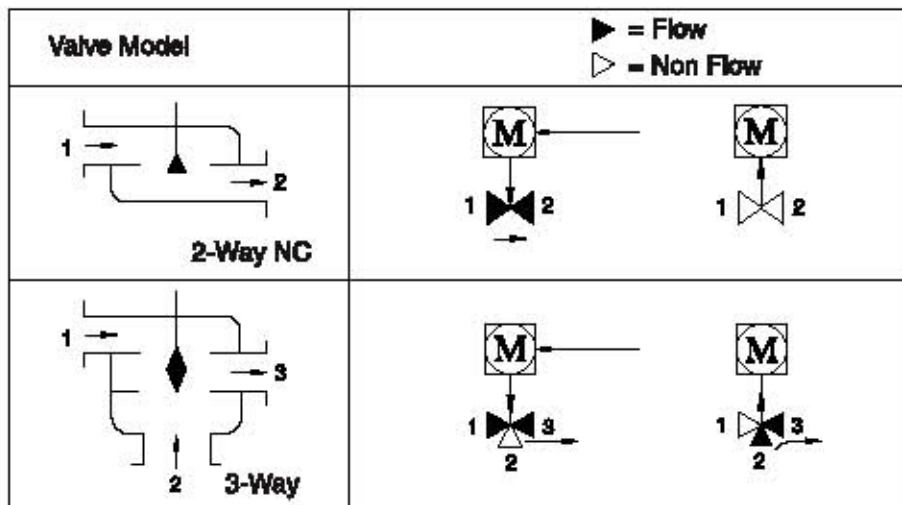 Valve Model
▶ = Flow
▷ = Non Flow
1
2
2-Way NC
M
1 2
M
1 2
1
3
2
3-Way
M
1 3
2
M
1 3
2